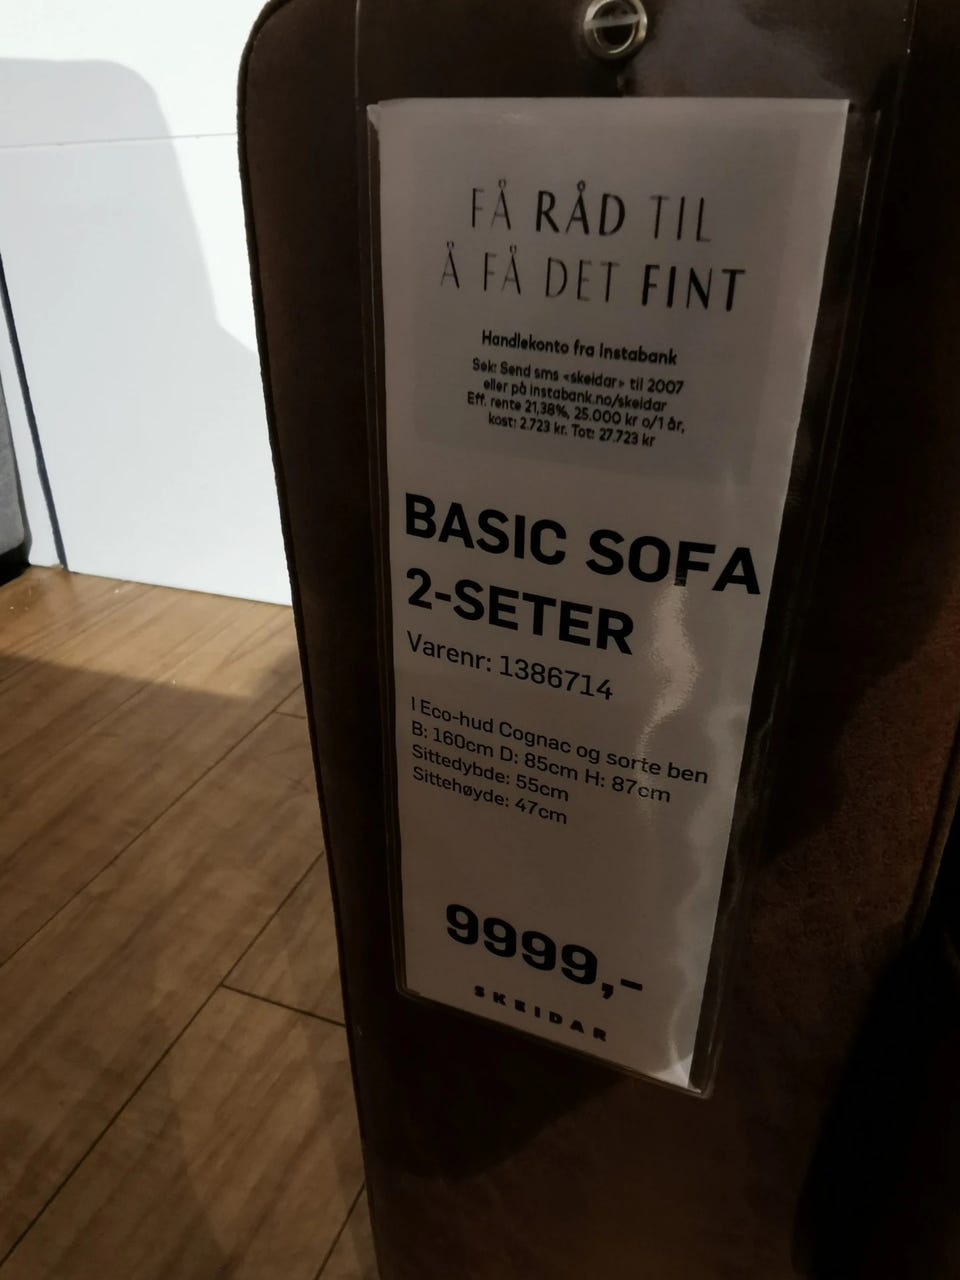 FÅ RÅD TIL
Å FÅ DET FINT
Handlekonto fra Instabank
Søk: Send sms «skeidar» til 2007
eller på instabank.no/skeidar
Eff. rente 21,38%, 25.000 kr o/1 år,
kost: 2.723 kr. Tot: 27.723 kr
BASIC SOFA
2-SETER
Varenr: 1386714
I Eco-hud Cognac og sorte ben
B: 160cm D: 85cm H: 87cm
Sittedybde: 55cm
Sittehøyde: 47cm
9999,-
SKEIDAR